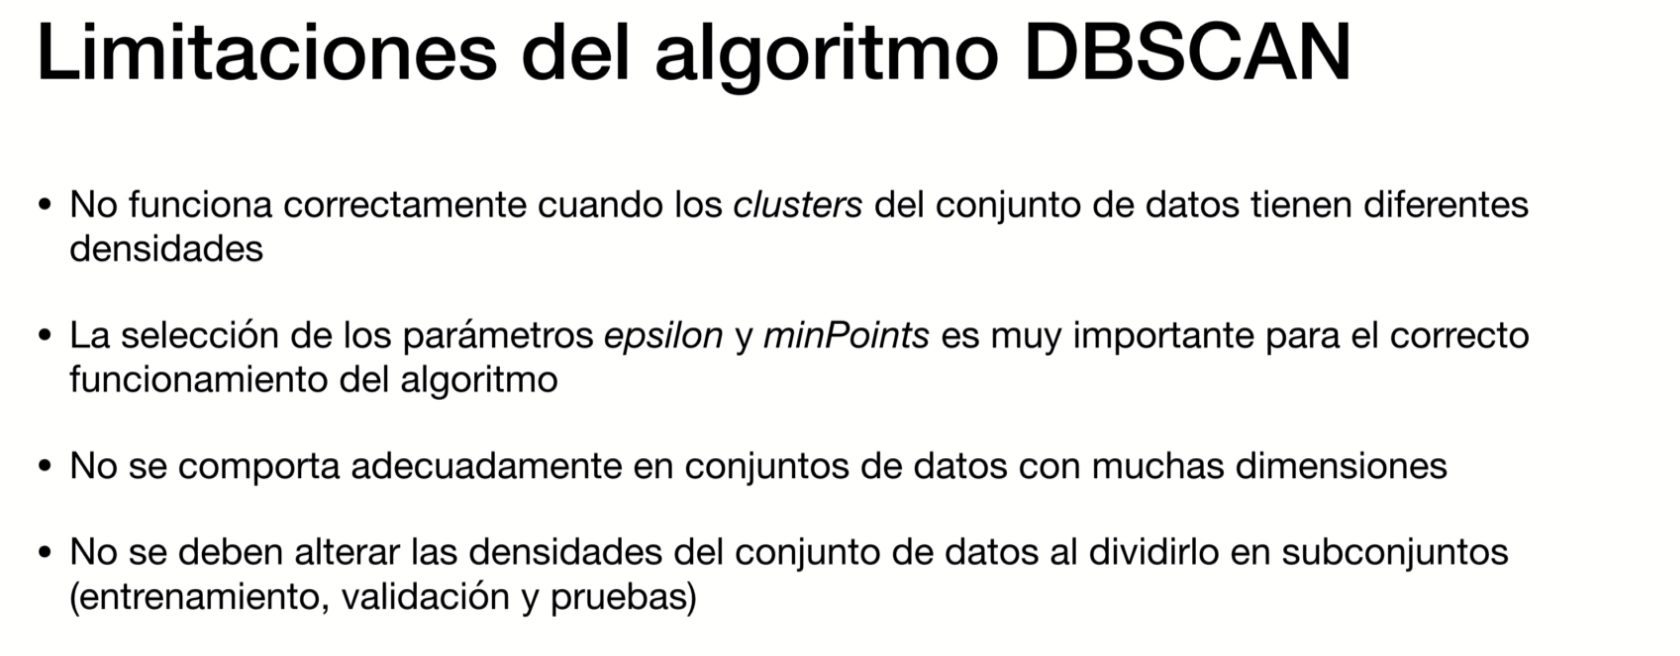 Limitaciones del algoritmo DBSCAN
• No funciona correctamente cuando los clusters del conjunto de datos tienen diferentes
densidades
• La selección de los parámetros epsilon y minPoints es muy importante para el correcto
funcionamiento del algoritmo
• No se comporta adecuadamente en conjuntos de datos con muchas dimensiones
• No se deben alterar las densidades del conjunto de datos al dividirlo en subconjuntos
(entrenamiento, validación y pruebas)